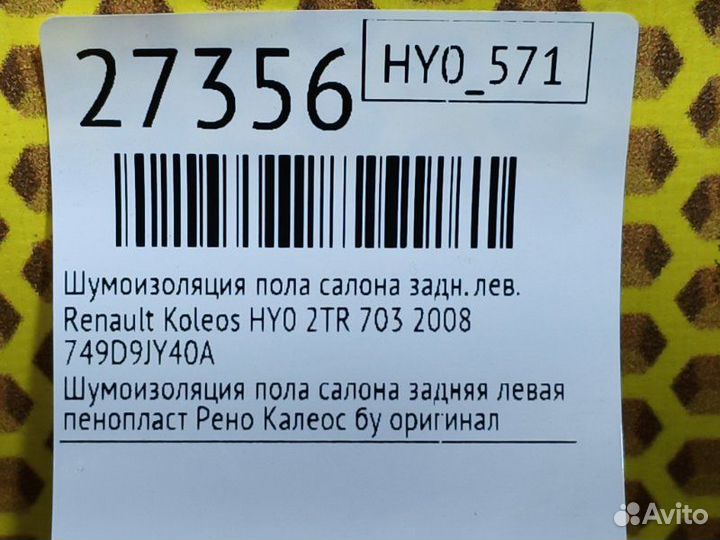 27356
HY0_571
Шумоизоляция пола салона задн. лев.
Renault Koleos HY0 2TR 703 2008
749D9JY40A
Шумоизоляция пола салона задняя левая
пенопласт Рено Калеос бу оригинал
Avito